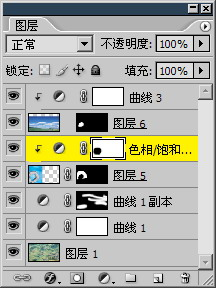 图层
正常 不透明度: 100%
锁定: 填充: 100%
曲线 3
图层 6
色相/饱和...
图层 5
曲线 1 副本
曲线 1
图层 1